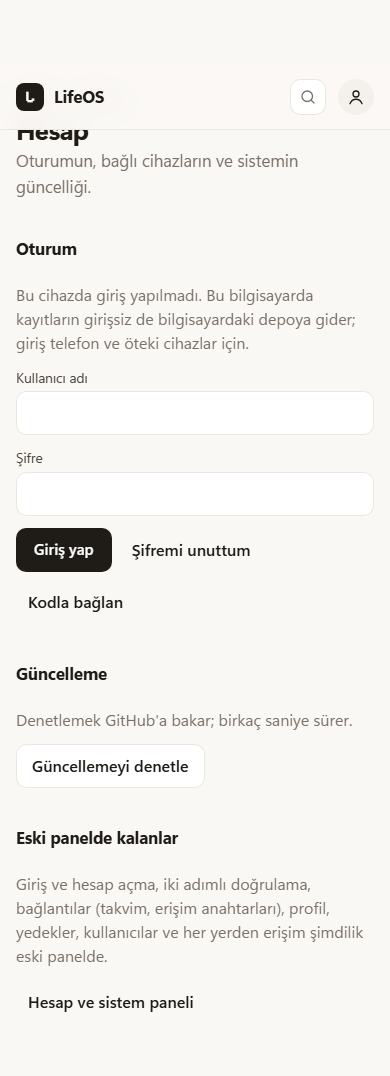 LifeOS
Hesap
Oturumun, bağlı cihazların ve sistemin
güncelliği.
Oturum
Bu cihazda giriş yapılmadı. Bu bilgisayarda
kayıtların girişsiz de bilgisayardaki depoya gider;
giriş telefon ve öteki cihazlar için.
Kullanıcı adı
Şifre
Giriş yap
Şifremi unuttum
Kodla bağlan
Güncelleme
Denetlemek GitHub'a bakar; birkaç saniye sürer.
Güncellemeyi denetle
Eski panelde kalanlar
Giriş ve hesap açma, iki adımlı doğrulama,
bağlantılar (takvim, erişim anahtarları), profil,
yedekler, kullanıcılar ve her yerden erişim şimdilik
eski panelde.
Hesap ve sistem paneli